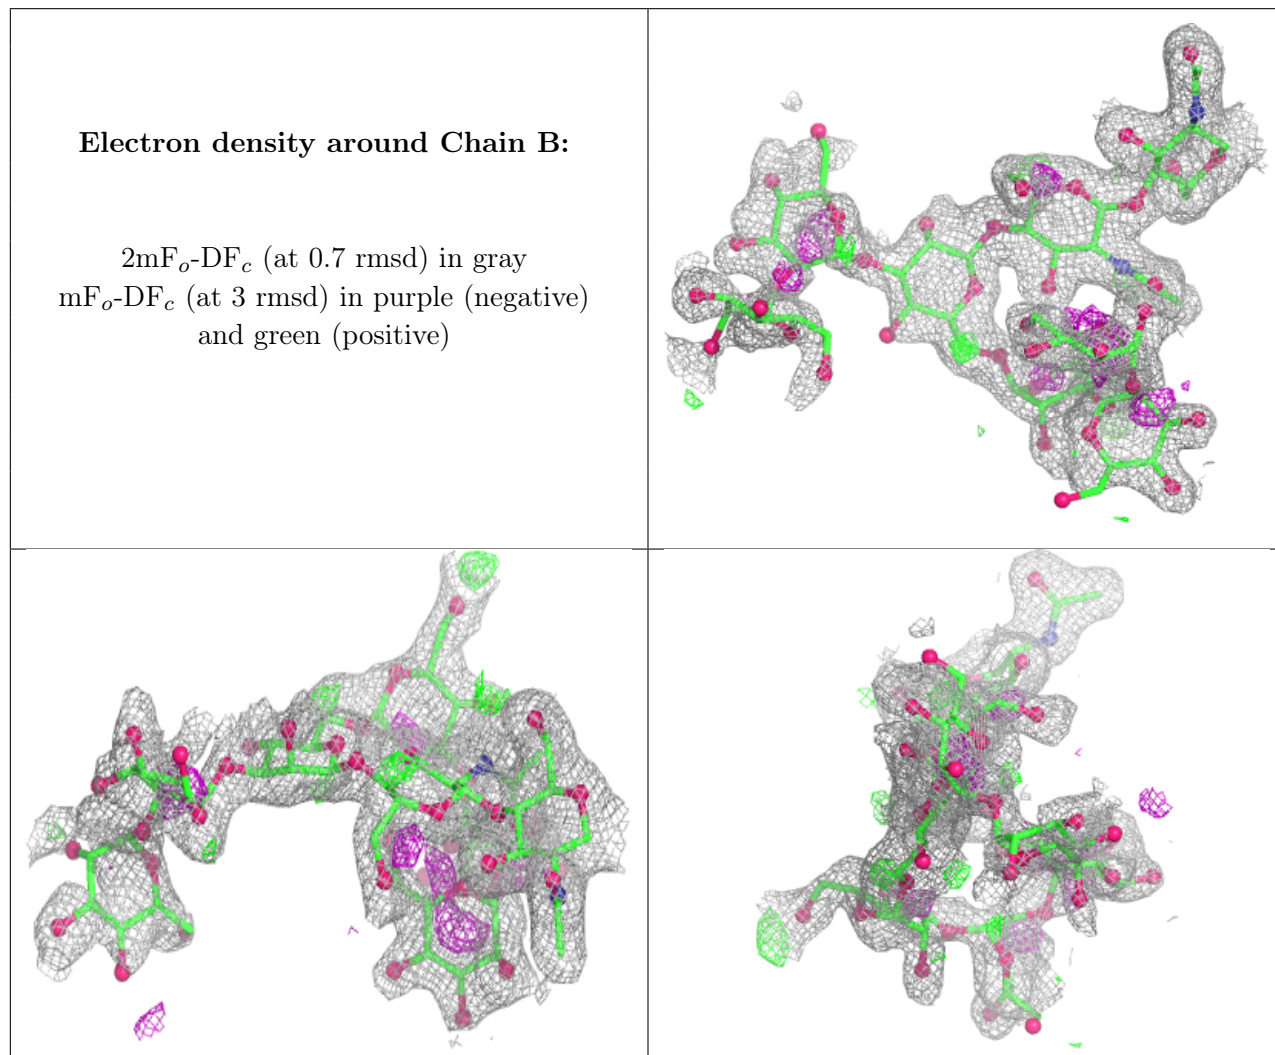 Electron density around Chain B:
2mFo-DFc (at 0.7 rmsd) in gray
mFo-DFc (at 3 rmsd) in purple (negative)
and green (positive)